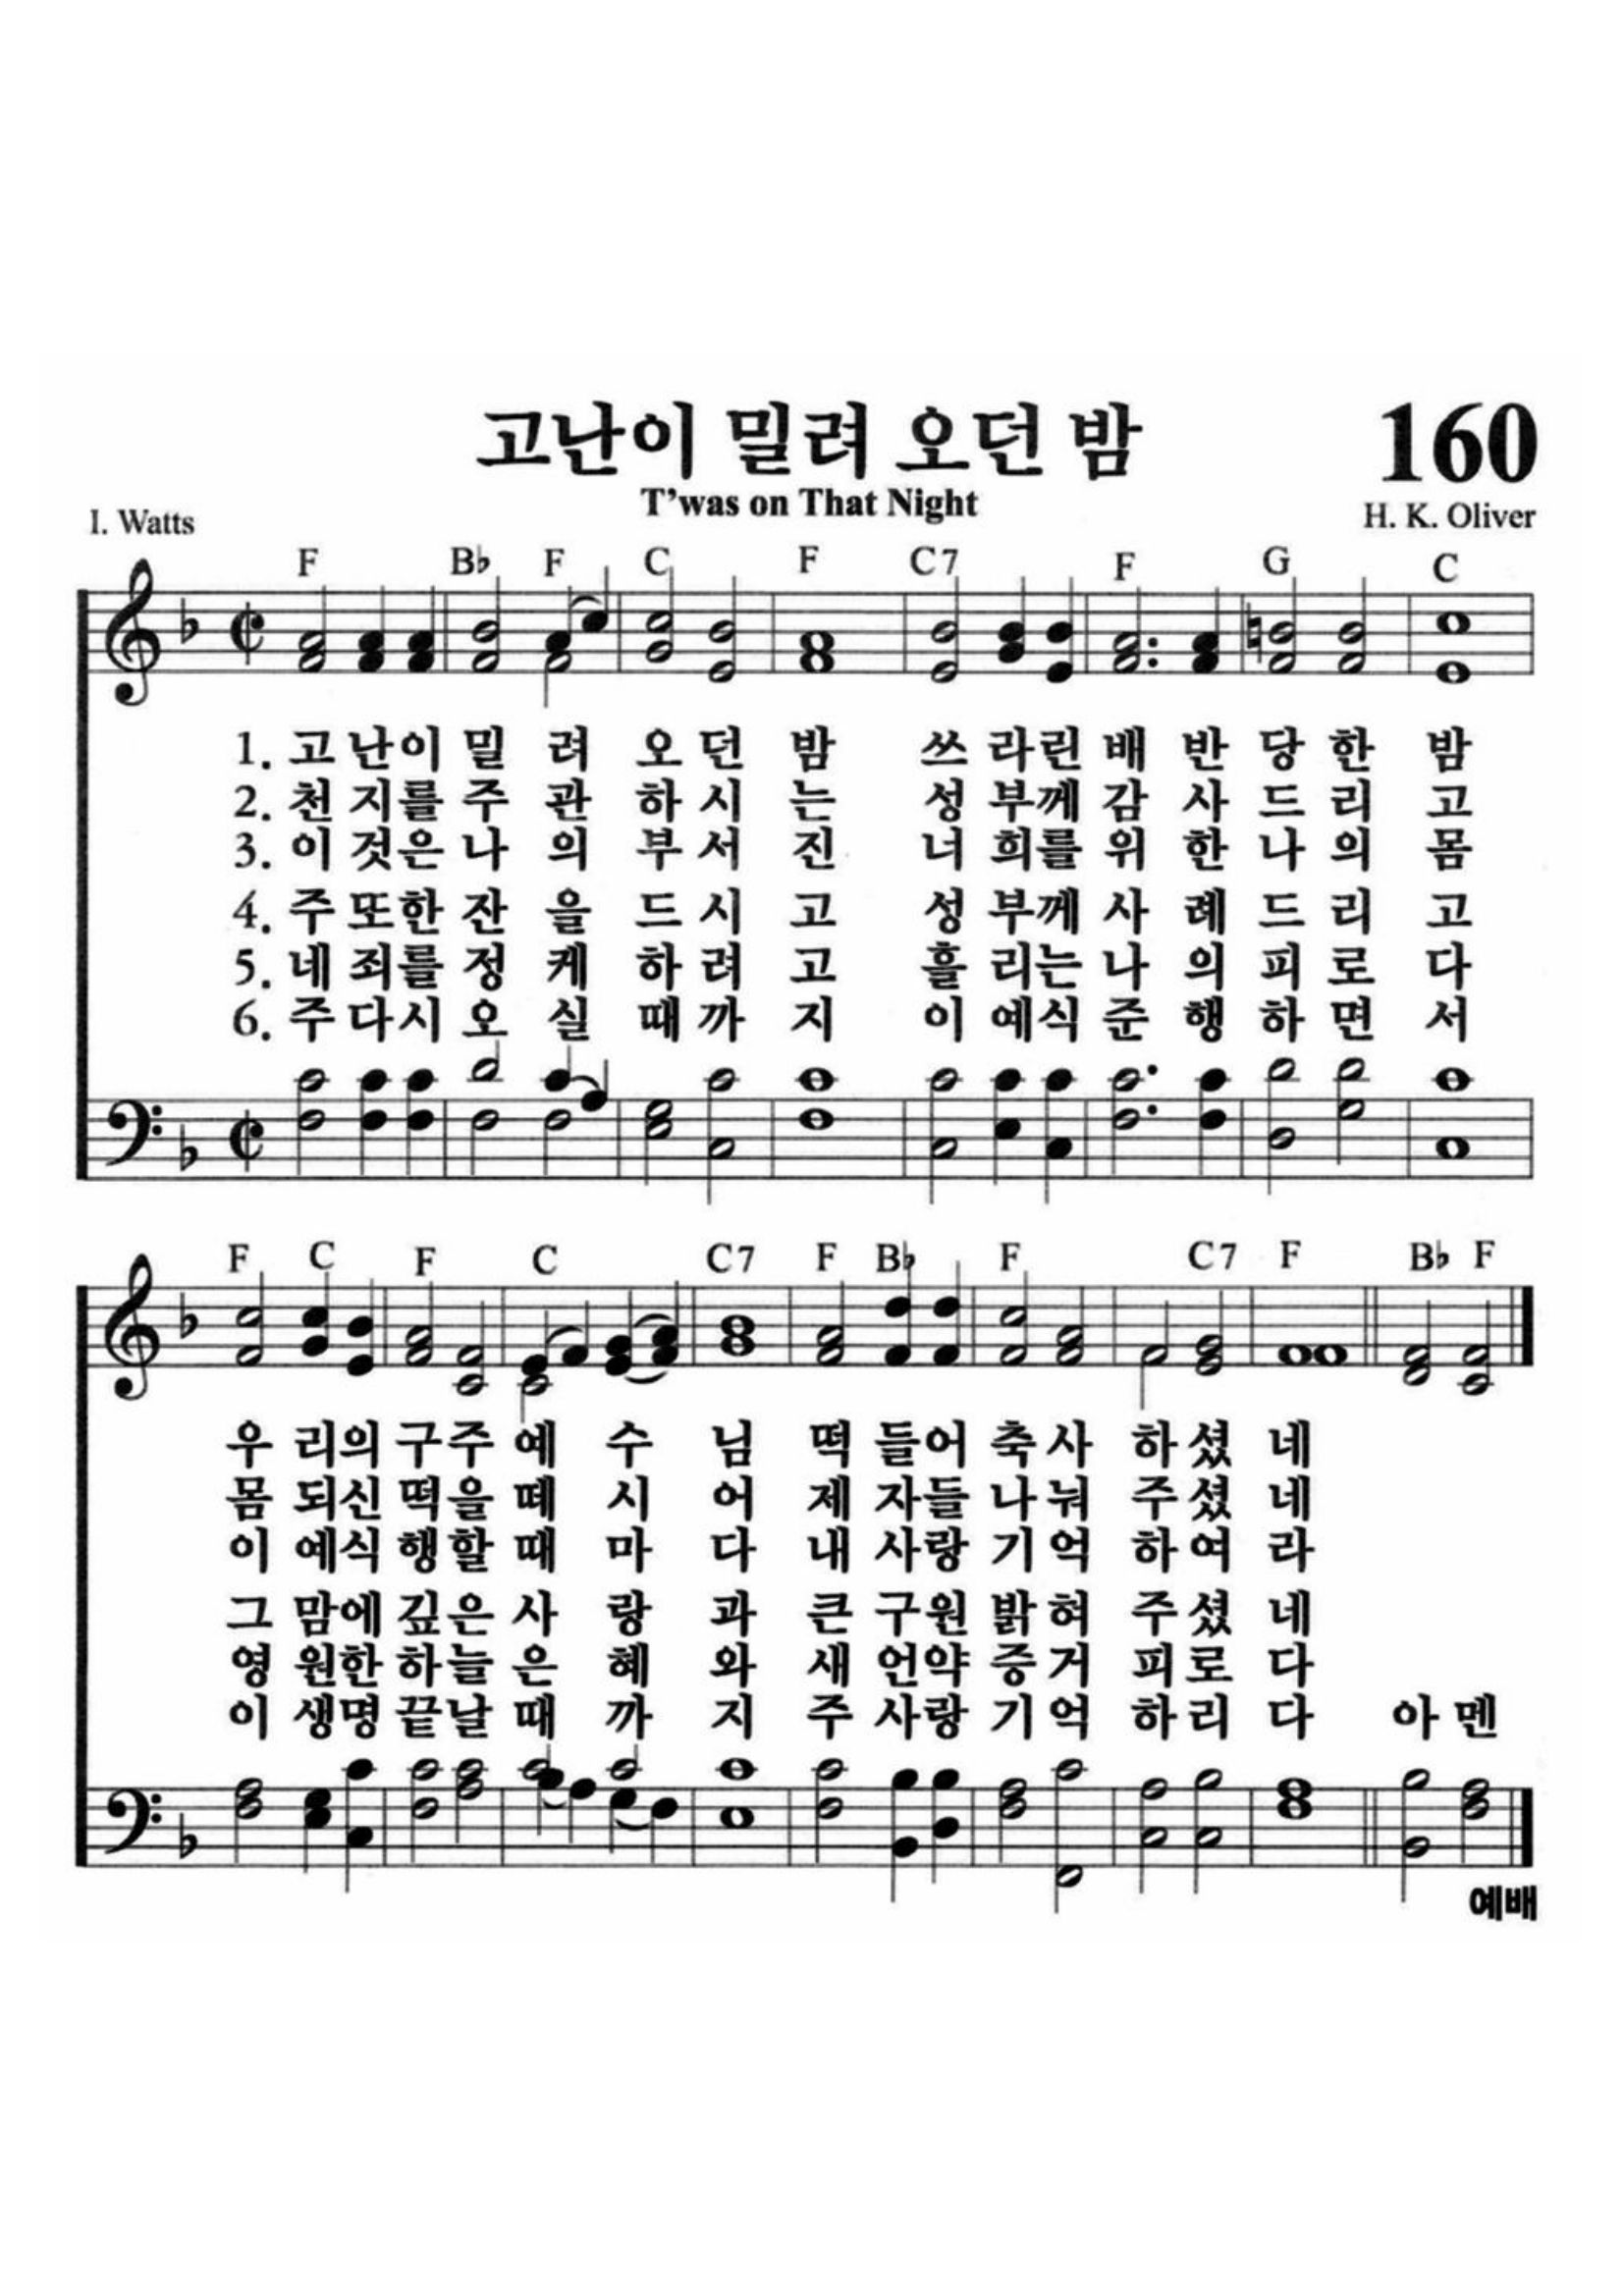 고난이 밀려 오던 밤
160
T'was on That Night
I. Watts
H. K. Oliver
F B♭ F C F C7 F G C
1. 고 난이 밀 려 오 던 밤 쓰 라린 배 반 당 한 밤
2. 천 지를 주 관 하 시 는 성 부께 감 사 드 리 고
3. 이 것은 나 의 부 서 진 너 희를 위 한 나 의 몸
4. 주 또한 잔 을 드 시 고 성 부께 사 례 드 리 고
5. 네 죄를 정 케 하 려 고 흘 리는 나 의 피 로 다
6. 주 다시 오 실 때 까 지 이 예식 준 행 하 면 서
F C F C C7 F B♭ F C7 F B♭ F
우 리의 구주 예 수 님 떡 들어 축사 하셨 네
몸 되신 떡을 떼 시 어 제 자들 나눠 주셨 네
이 예식 행할 때 마 다 내 사랑 기억 하여 라
그 맘에 깊은 사 랑 과 큰 구원 밝혀 주셨 네
영 원한 하늘 은 혜 와 새 언약 증거 피로 다
이 생명 끝날 때 까 지 주 사랑 기억 하리 다 아멘
예배